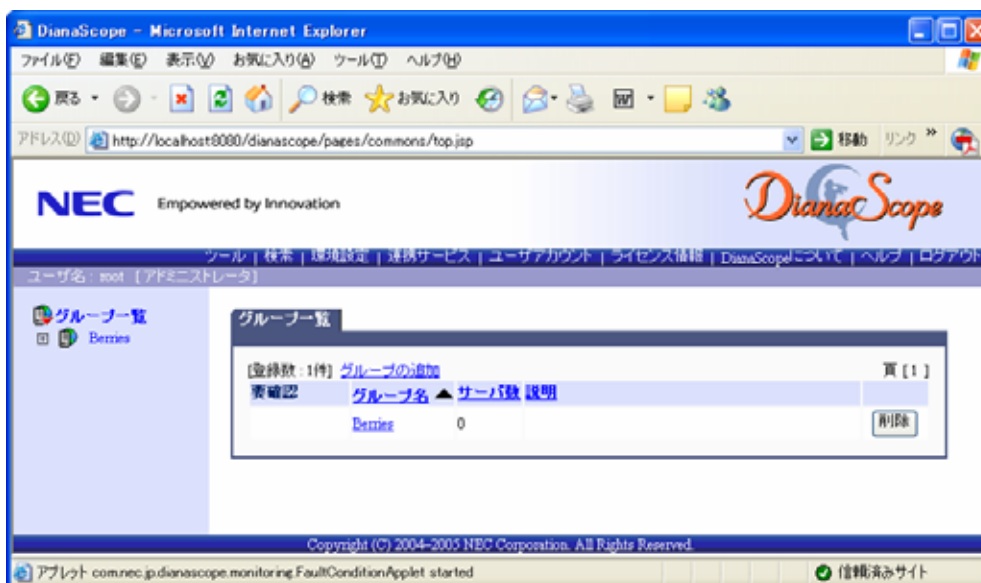 DianaScope - Microsoft Internet Explorer
ファイル(F) 編集(E) 表示(V) お気に入り(A) ツール(T) ヘルプ(H)
戻る 検索 お気に入り
アドレス(D) http://localhost:8080/dianascope/pages/commons/top.jsp 移動 リンク »
NEC Empowered by Innovation DianaScope
ツール | 検索 | 環境設定 | 連携サービス | ユーザアカウント | ライセンス情報 | DianaScopeについて | ヘルプ | ログアウト
ユーザ名 : root [アドミニストレータ]
グループ一覧
Berries
グループ一覧
[登録数 : 1件] グループの追加 頁 [ 1 ]
要確認 グループ名 ▲ サーバ数 説明
Berries 0 削除
Copyright (C) 2004-2005 NEC Corporation. All Rights Reserved.
アプレット com.nec.jp.dianascope.monitoring.FaultConditionApplet started 信頼済みサイト